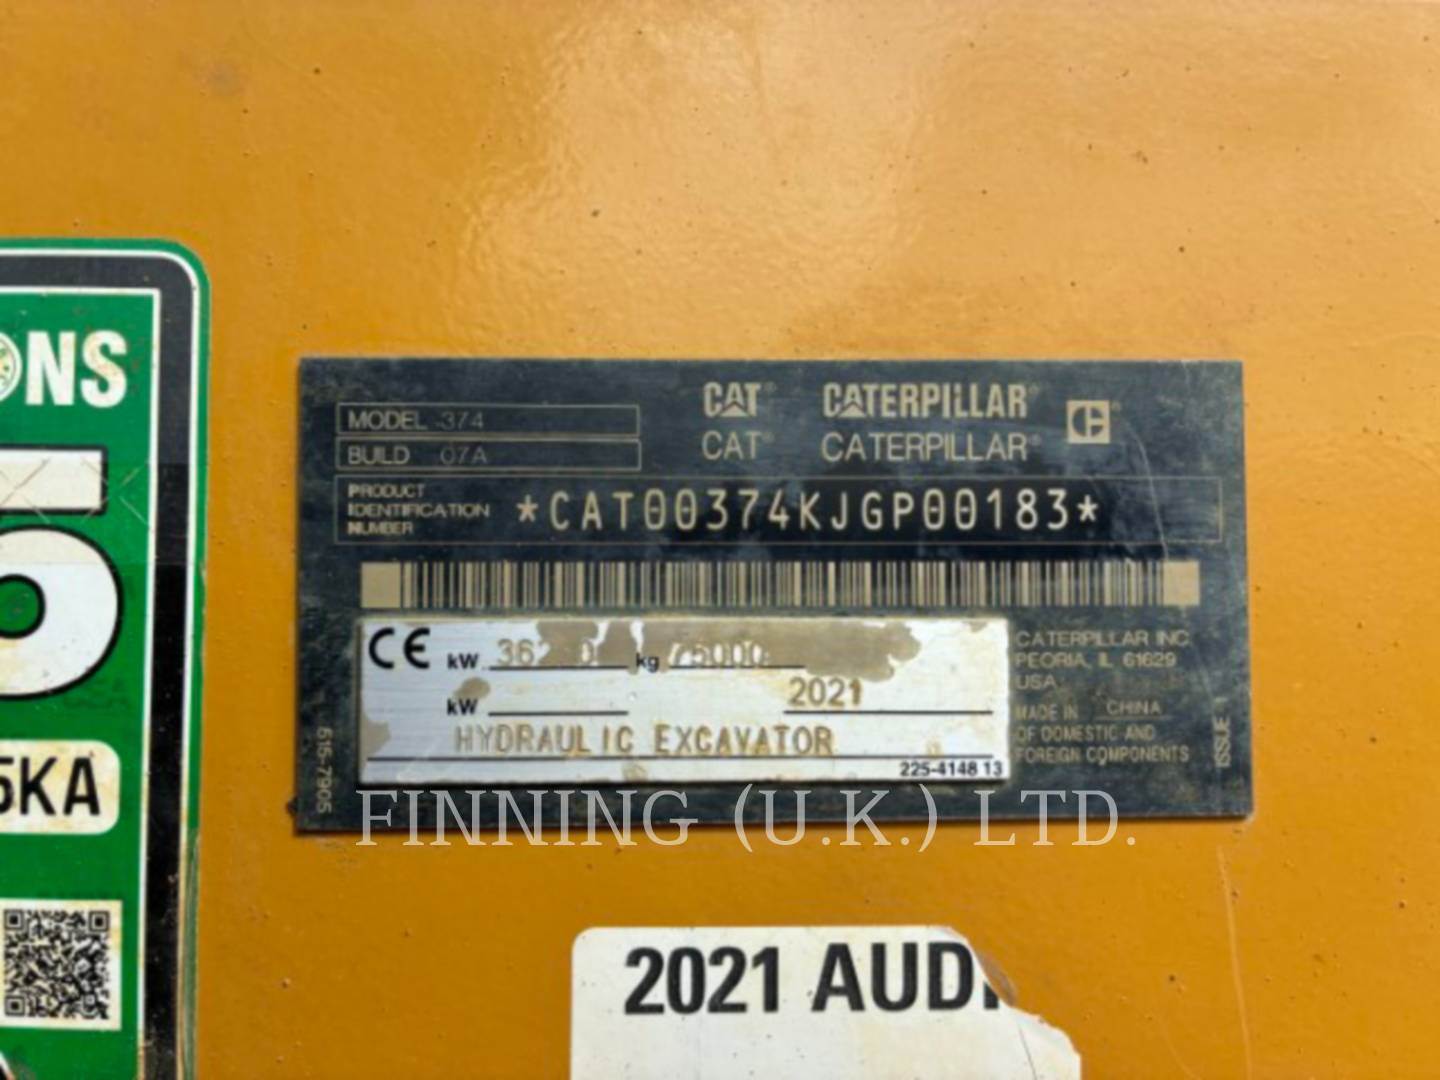 ONS
5KA
MODEL 374
BUILD 07A
CAT® CATERPILLAR®
CAT® CATERPILLAR®
PRODUCT
IDENTIFICATION
NUMBER
*CAT00374KJGP00183*
CE kW kg 75000
kW 2021
HYDRAULIC EXCAVATOR
225-4148 13
CATERPILLAR INC
PEORIA, IL 61629
USA
MADE IN CHINA
OF DOMESTIC AND
FOREIGN COMPONENTS
ISSUE 1
515-7905
FINNING (U.K.) LTD.
2021